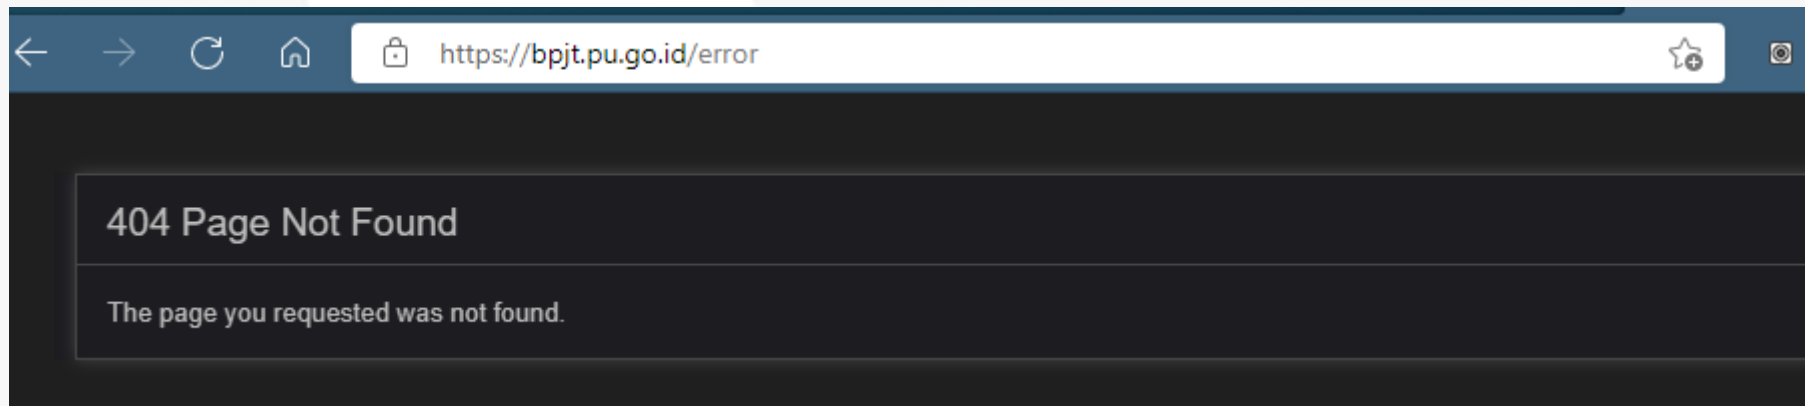 https://bpjt.pu.go.id/error
404 Page Not Found
The page you requested was not found.